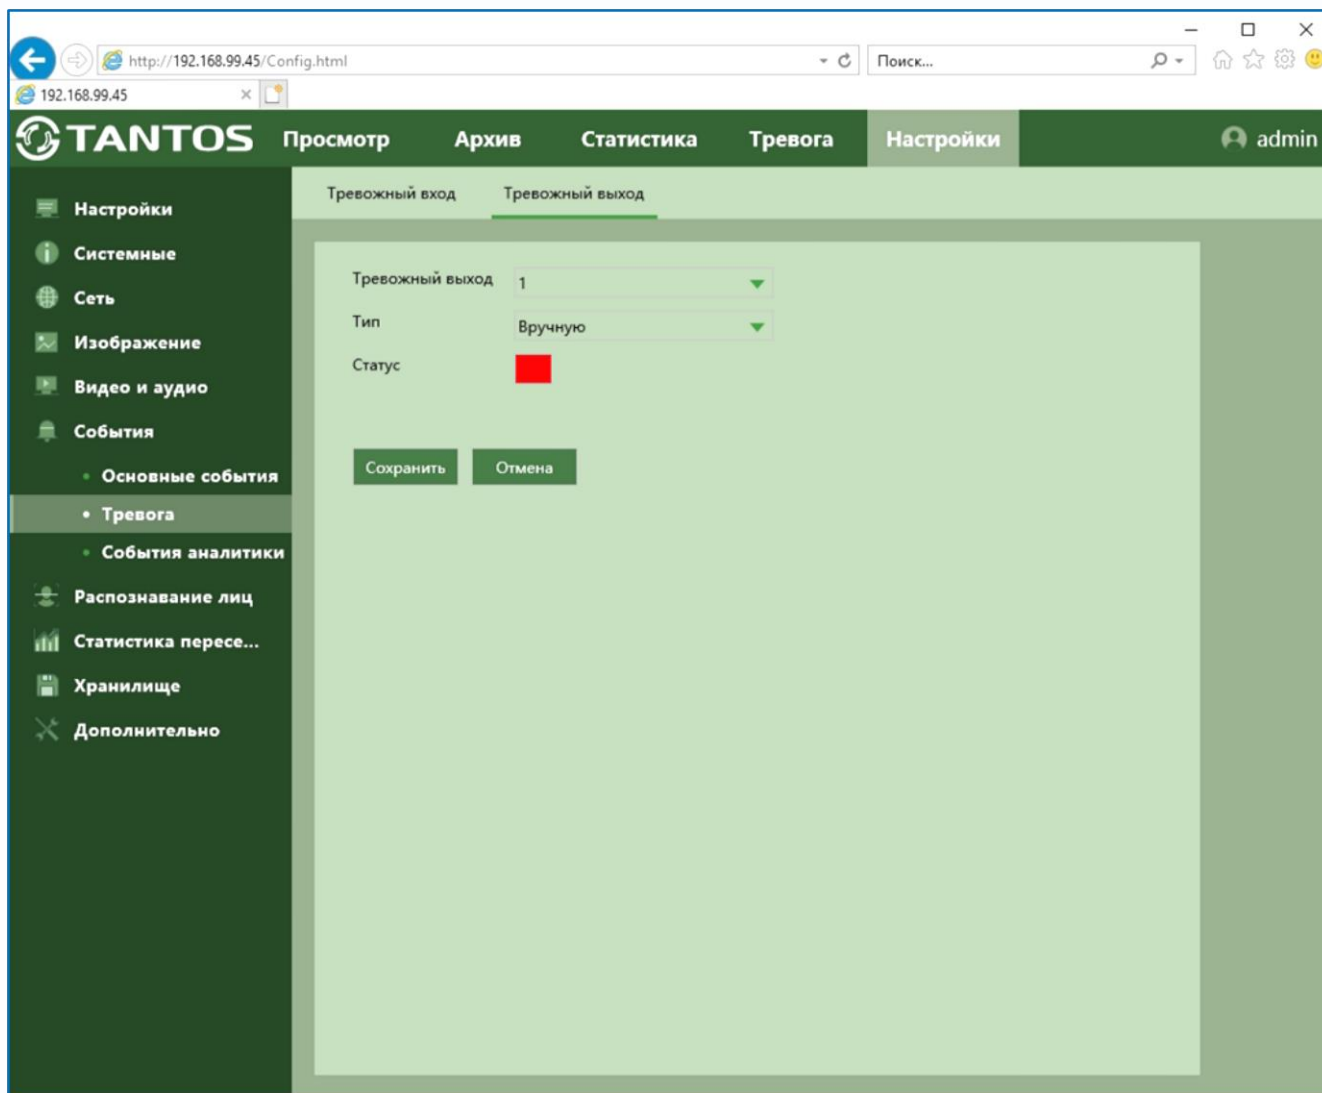 http://192.168.99.45/Config.html
Поиск...
192.168.99.45
TANTOS Просмотр Архив Статистика Тревога Настройки admin
Тревожный вход Тревожный выход
Настройки
Системные
Сеть
Изображение
Видео и аудио
События
Основные события
Тревога
События аналитики
Распознавание лиц
Статистика пересе...
Хранилище
Дополнительно
Тревожный выход 1
Тип Вручную
Статус
Сохранить Отмена